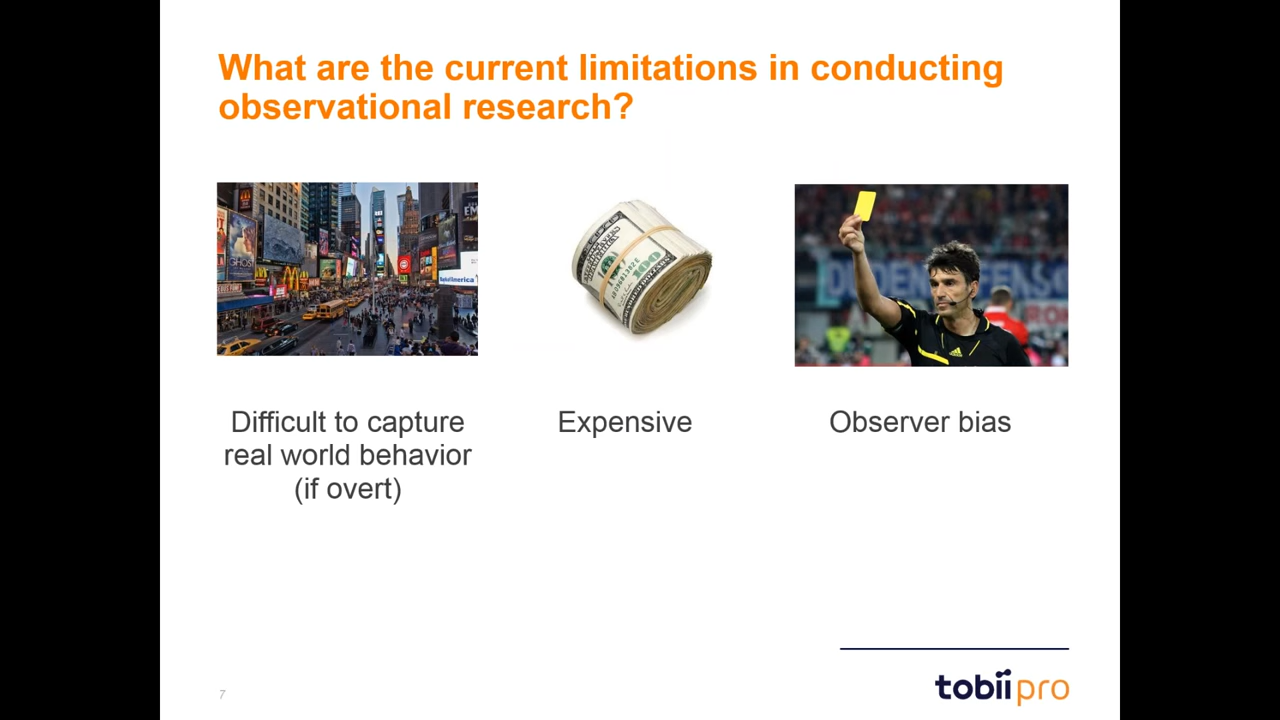 What are the current limitations in conducting
observational research?
Difficult to capture
real world behavior
(if overt)
Expensive
Observer bias
7
tobii pro